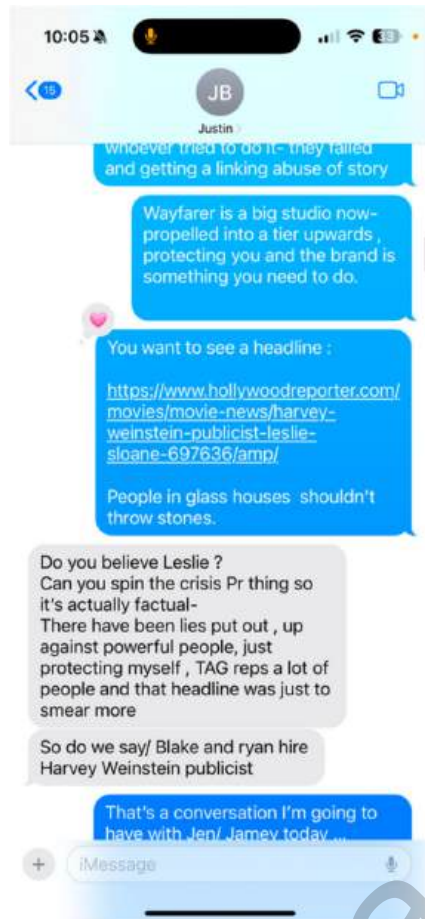 10:05
33
15
JB
Justin
whoever tried to do it- they failed
and getting a linking abuse of story
Wayfarer is a big studio now-
propelled into a tier upwards ,
protecting you and the brand is
something you need to do.
You want to see a headline :
https://www.hollywoodreporter.com/
movies/movie-news/harvey-
weinstein-publicist-leslie-
sloane-697636/amp/
People in glass houses  shouldn't
throw stones.
Do you believe Leslie ?
Can you spin the crisis Pr thing so
it's actually factual-
There have been lies put out , up
against powerful people, just
protecting myself , TAG reps a lot of
people and that headline was just to
smear more
So do we say/ Blake and ryan hire
Harvey Weinstein publicist
That's a conversation I'm going to
have with Jen/ Jamey today ...
iMessage